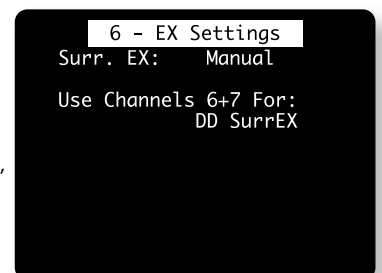 6 - EX Settings
Surr. EX: Manual
Use Channels 6+7 For:
DD SurrEX
,